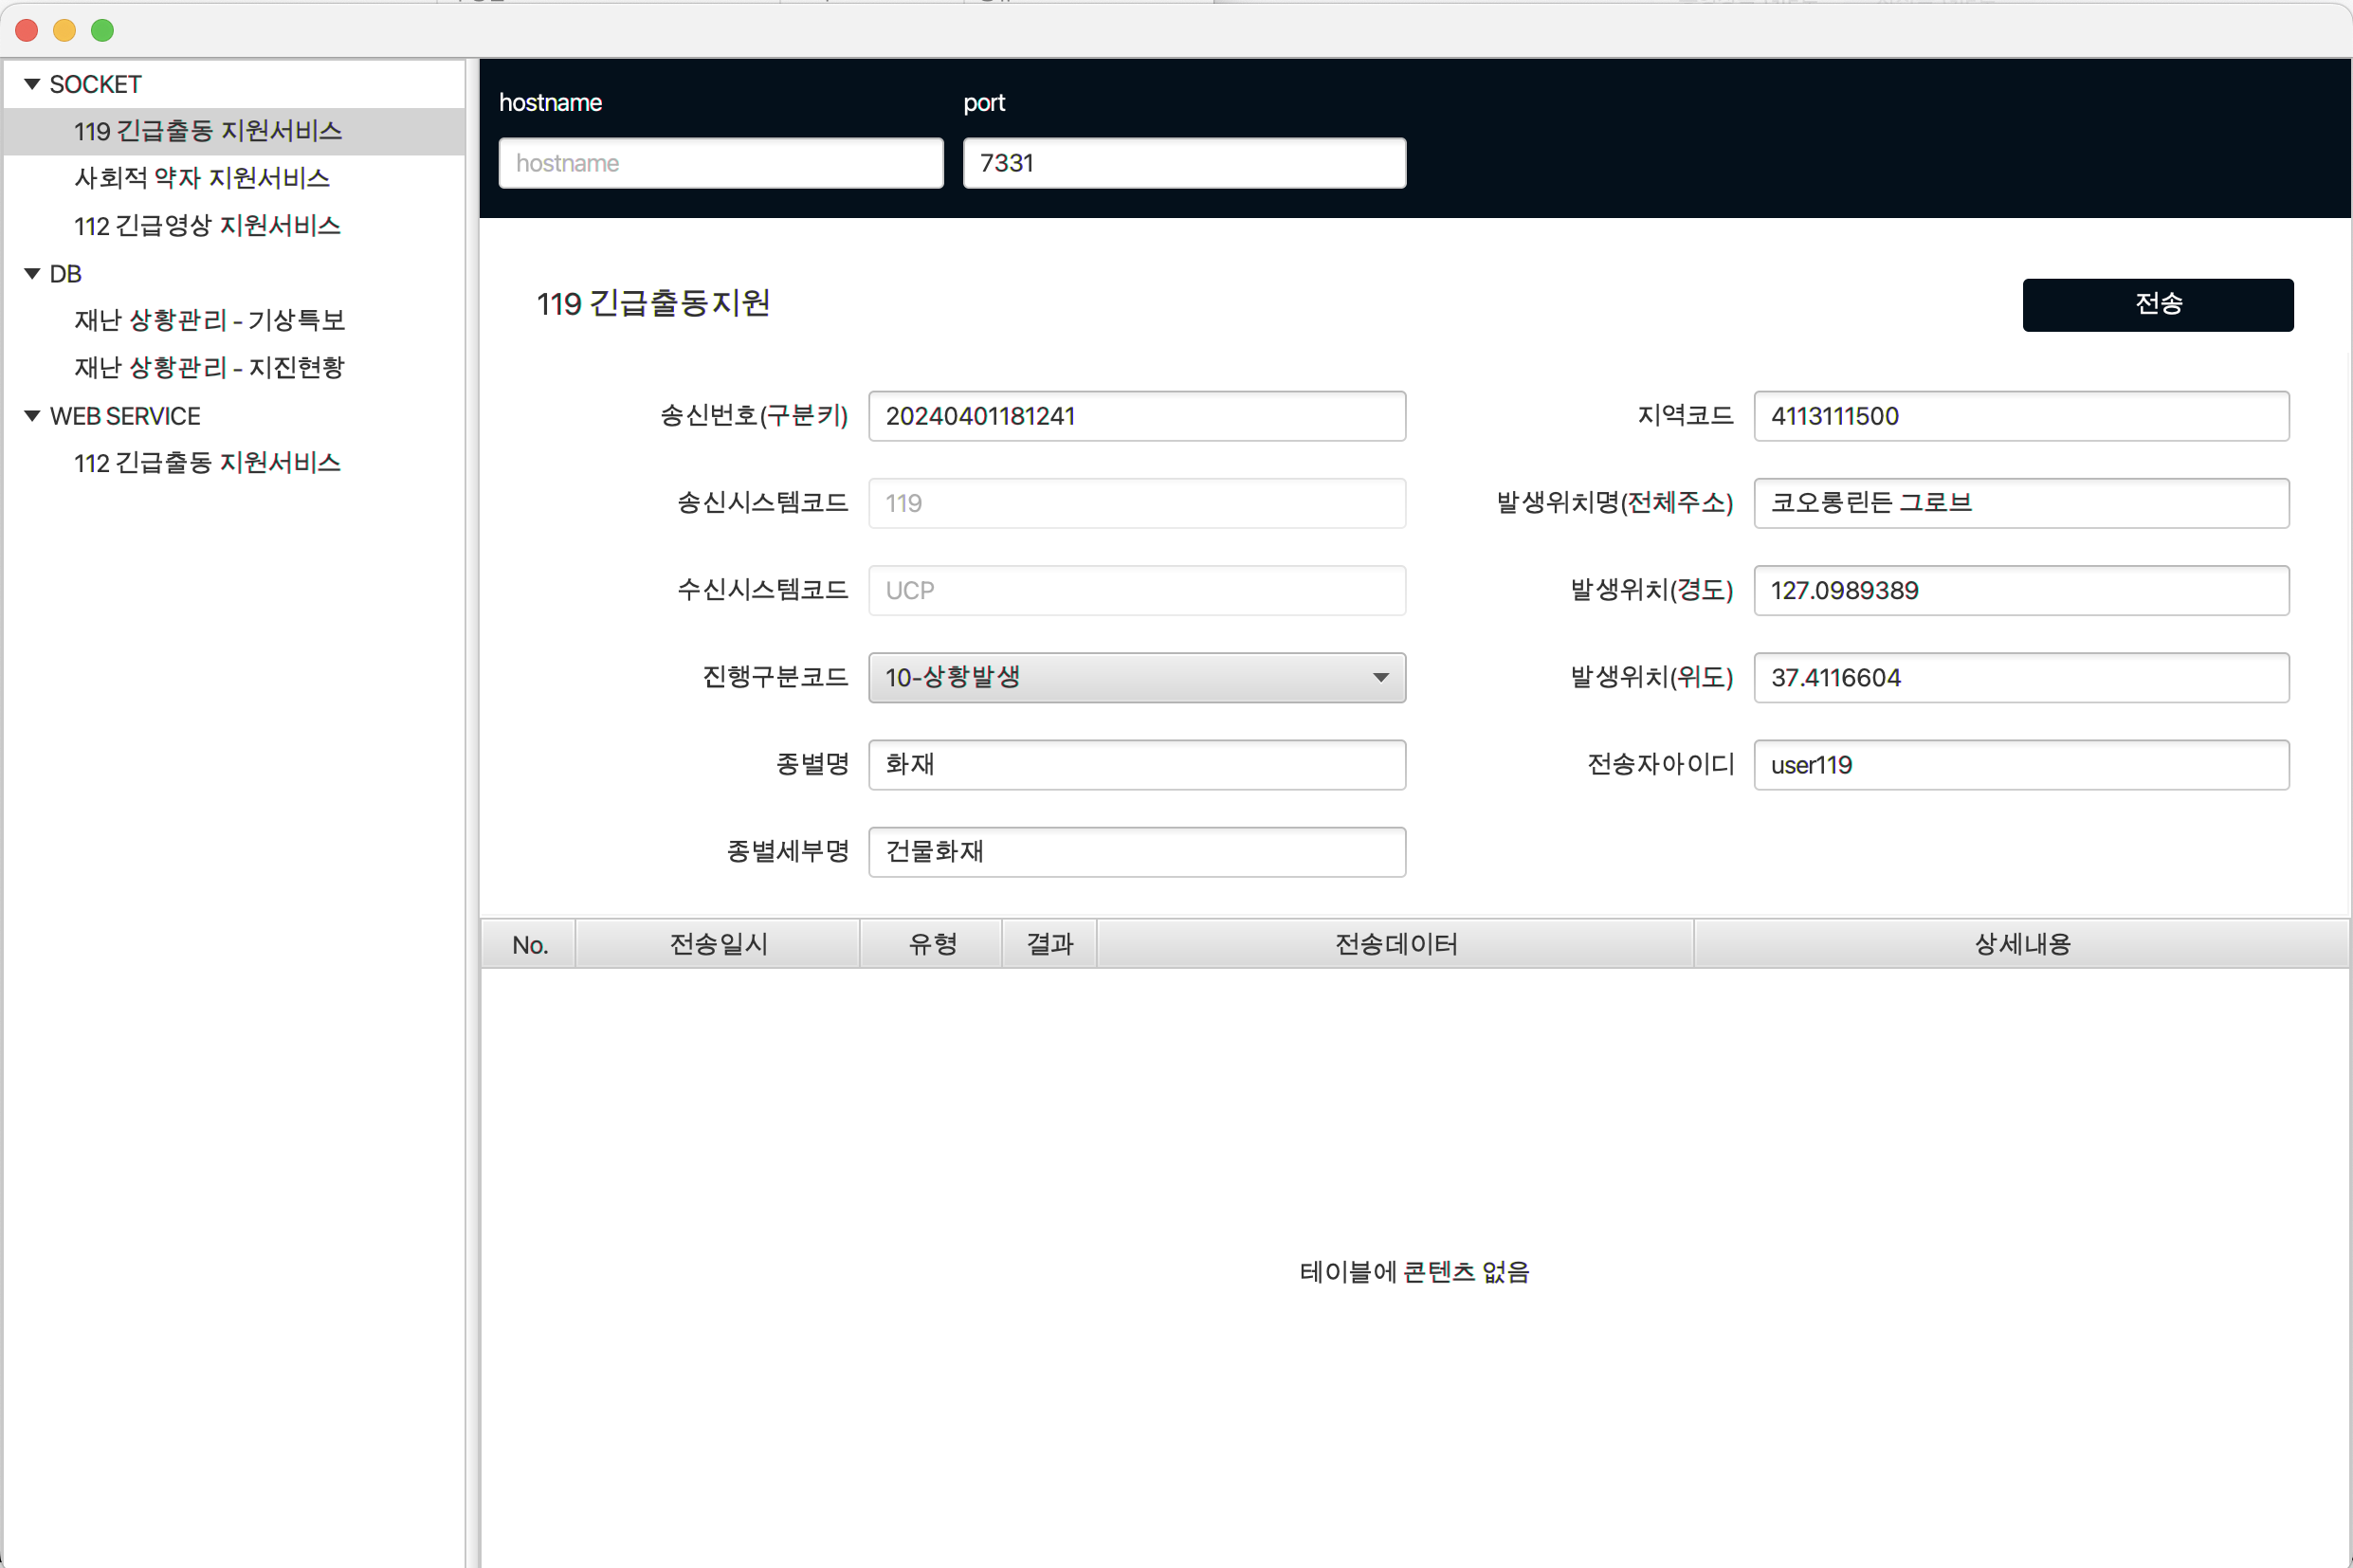 SOCKET
119 긴급출동 지원서비스
사회적 약자 지원서비스
112 긴급영상 지원서비스
DB
재난 상황관리 - 기상특보
재난 상황관리 - 지진현황
WEB SERVICE
112 긴급출동 지원서비스
hostname port
hostname 7331
119 긴급출동지원 전송
송신번호(구분키) 20240401181241 지역코드 4113111500
송신시스템코드 119 발생위치명(전체주소) 코오롱린든 그로브
수신시스템코드 UCP 발생위치(경도) 127.0989389
진행구분코드 10-상황발생 발생위치(위도) 37.4116604
종별명 화재 전송자아이디 user119
종별세부명 건물화재
No. 전송일시 유형 결과 전송데이터 상세내용
테이블에 콘텐츠 없음